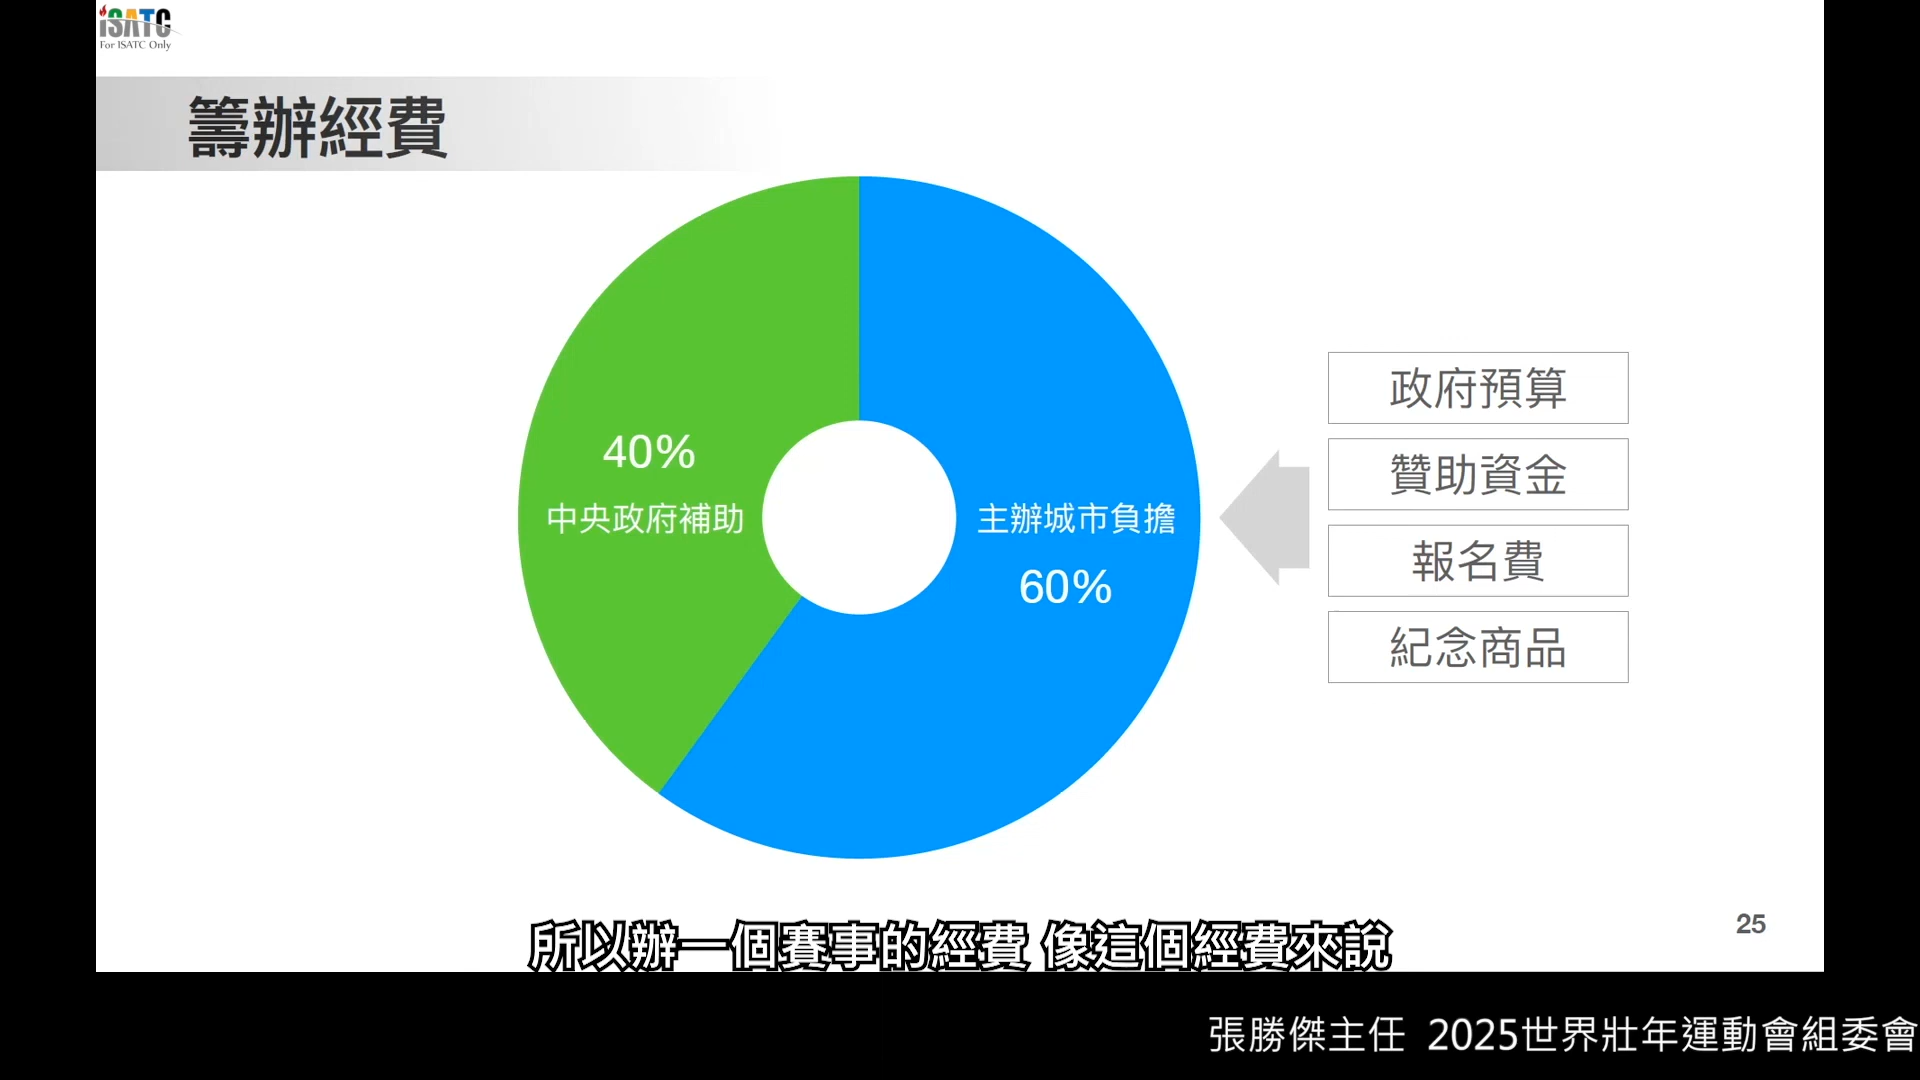 iSATC
For ISATC Only
籌辦經費
40%
中央政府補助
主辦城市負擔
60%
政府預算
贊助資金
報名費
紀念商品
25
所以辦一個賽事的經費 像這個經費來說
張勝傑主任 2025世界壯年運動會組委會